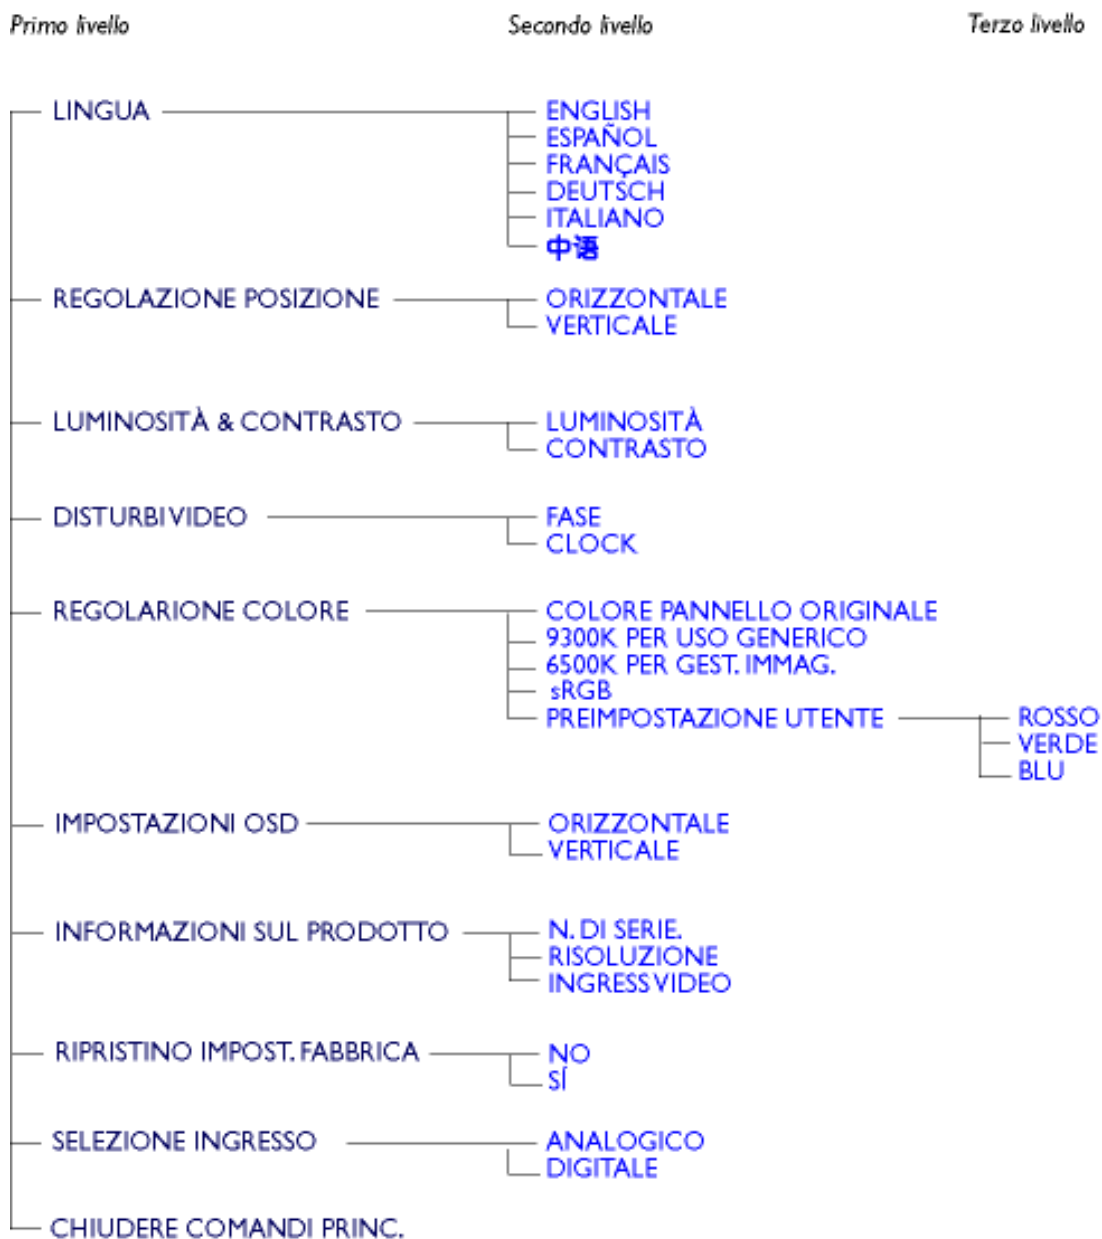 Primo livello Secondo livello Terzo livello
LINGUA ENGLISH
ESPAÑOL
FRANÇAIS
DEUTSCH
ITALIANO
中语
REGOLAZIONE POSIZIONE ORIZZONTALE
VERTICALE
LUMINOSITÀ & CONTRASTO LUMINOSITÀ
CONTRASTO
DISTURBI VIDEO FASE
CLOCK
REGOLARIONE COLORE COLORE PANNELLO ORIGINALE
9300K PER USO GENERICO
6500K PER GEST. IMMAG.
sRGB
PREIMPOSTAZIONE UTENTE ROSSO
VERDE
BLU
IMPOSTAZIONI OSD ORIZZONTALE
VERTICALE
INFORMAZIONI SUL PRODOTTO N. DI SERIE.
RISOLUZIONE
INGRESS VIDEO
RIPRISTINO IMPOST. FABBRICA NO
SÍ
SELEZIONE INGRESSO ANALOGICO
DIGITALE
CHIUDERE COMANDI PRINC.